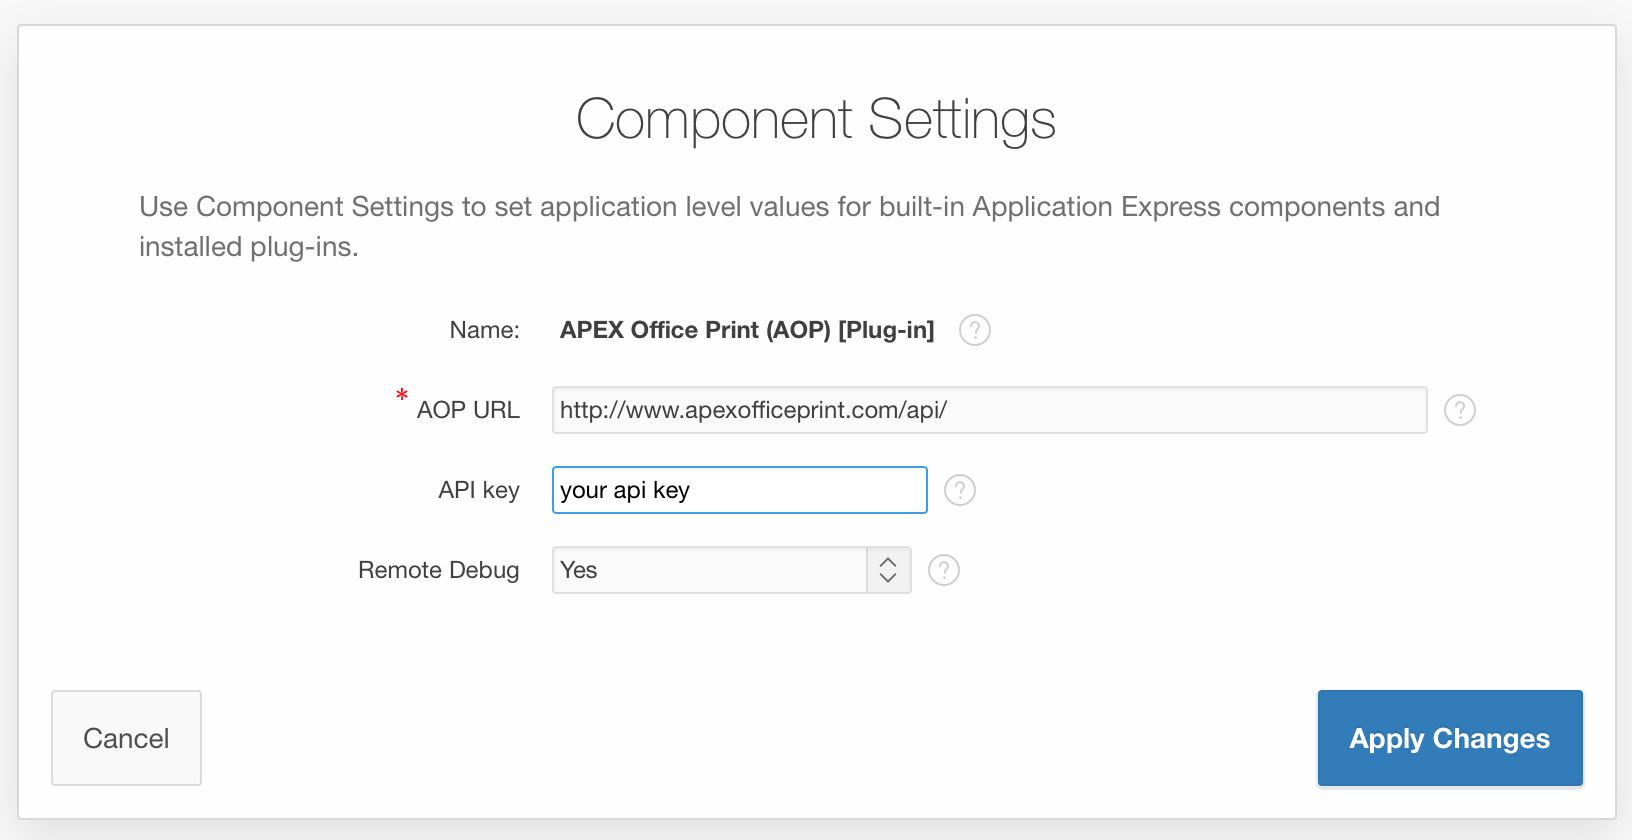 Component Settings
Use Component Settings to set application level values for built-in Application Express components and
installed plug-ins.
Name: APEX Office Print (AOP) [Plug-in] ?
* AOP URL http://www.apexofficeprint.com/api/ ?
API key your api key ?
Remote Debug Yes ?
Cancel Apply Changes